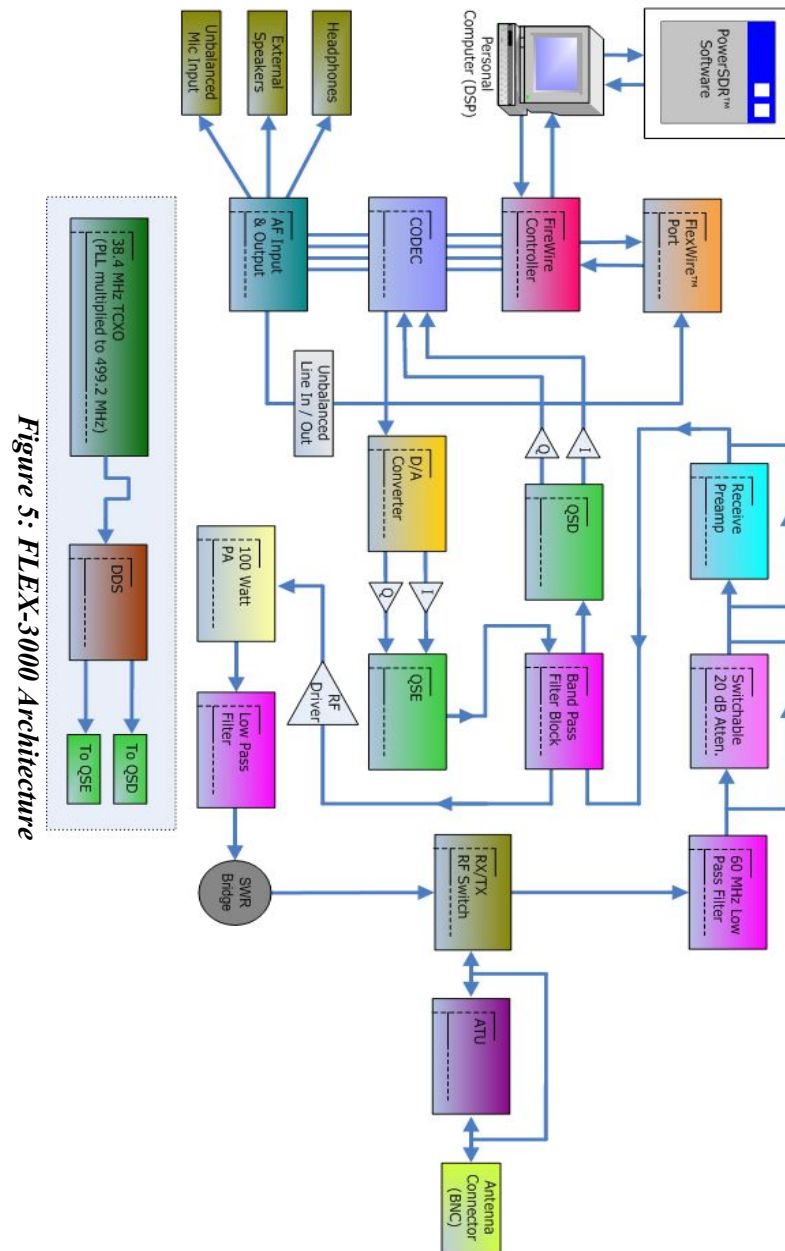 PowerSDR™
Software
Personal
Computer (DSP)
Headphones
External
Speakers
Unbalanced
Mic Input
FlexWire™
Port
FireWire
Controller
CODEC
AF Input
& Output
Unbalanced
Line In / Out
I
Q
QSD
D/A
Converter
I
Q
QSE
Band Pass
Filter Block
RF
Driver
100 Watt
PA
Low Pass
Filter
SWR
Bridge
Receive
Preamp
Switchable
20 dB Atten.
60 MHz Low
Pass Filter
RX/TX
RF Switch
ATU
Antenna
Connector
(BNC)
38.4 MHz TCXO
(PLL multiplied to 499.2 MHz)
DDS
To QSD
To QSE
Figure 5: FLEX-3000 Architecture